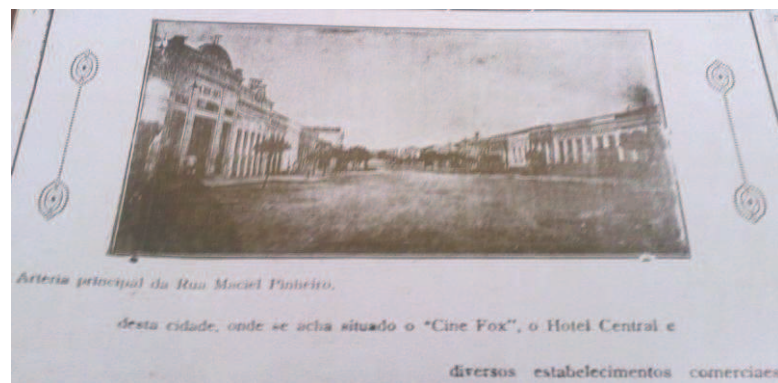 Arteria principal da Rua Maciel Pinheiro,
desta cidade, onde se acha situado o "Cine Fox", o Hotel Central e
diversos estabelecimentos comerciaes